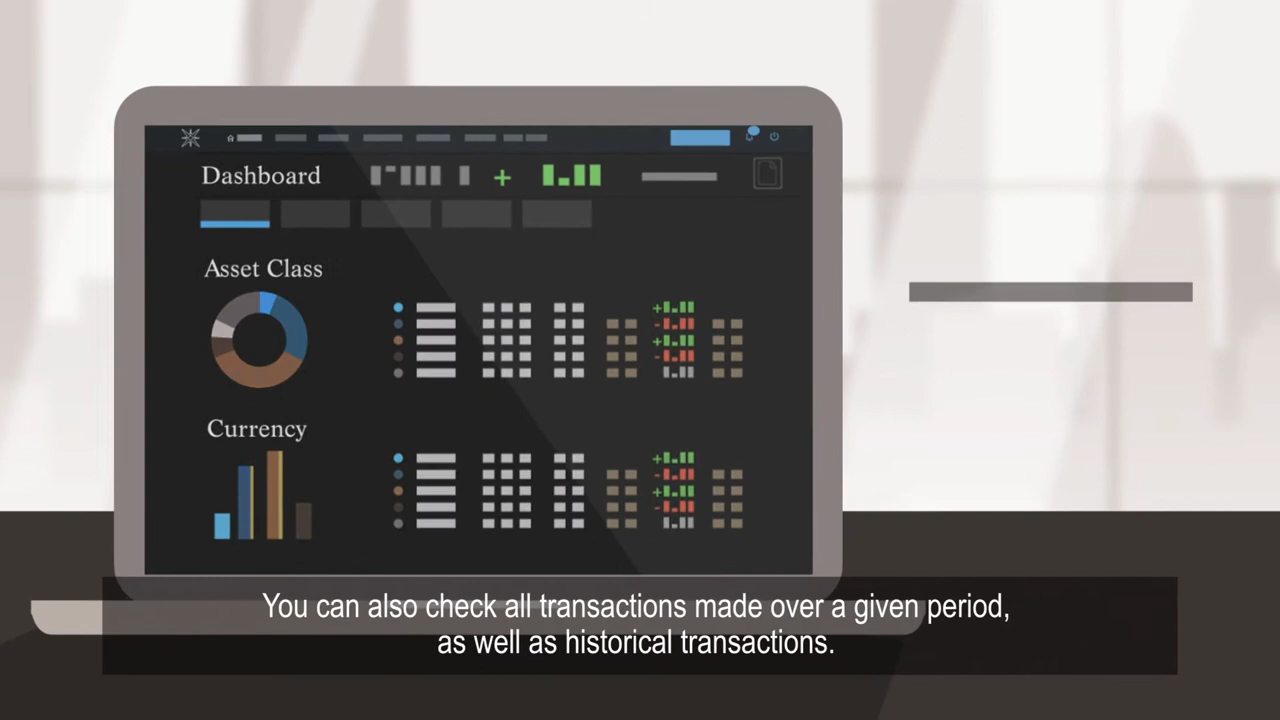 Dashboard
Asset Class
Currency
You can also check all transactions made over a given period,
as well as historical transactions.